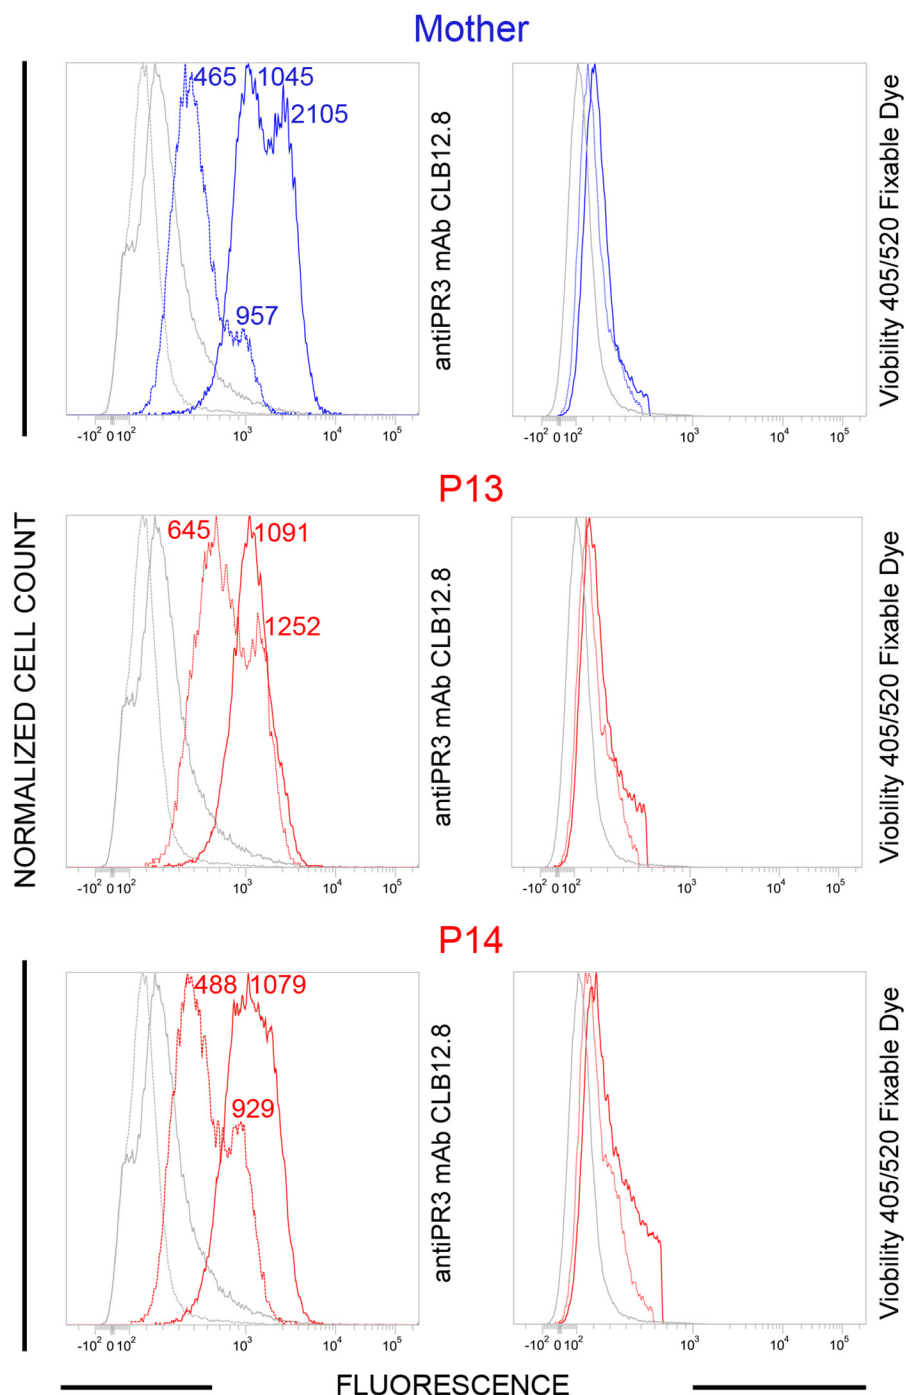 Mother
465
1045
2105
957
antiPR3 mAb CLB12.8
Viobility 405/520 Fixable Dye
-10² 0 10² 10³ 10⁴ 10⁵
-10² 0 10² 10³ 10⁴ 10⁵
P13
NORMALIZED CELL COUNT
645
1091
1252
antiPR3 mAb CLB12.8
Viobility 405/520 Fixable Dye
-10² 0 10² 10³ 10⁴ 10⁵
-10² 0 10² 10³ 10⁴ 10⁵
P14
488
1079
929
antiPR3 mAb CLB12.8
Viobility 405/520 Fixable Dye
-10² 0 10² 10³ 10⁴ 10⁵
-10² 0 10² 10³ 10⁴ 10⁵
FLUORESCENCE